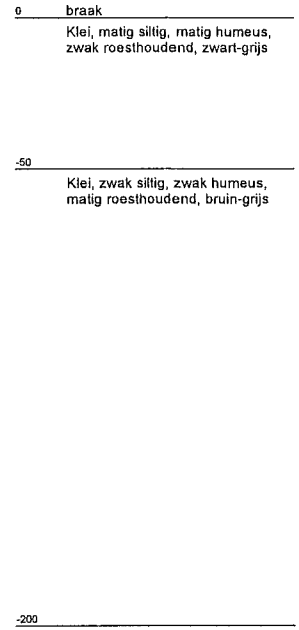 0 braak
Klei, matig siltig, matig humeus,
zwak roesthoudend, zwart-grijs
-50
Klei, zwak siltig, zwak humeus,
matig roesthoudend, bruin-grijs
-200